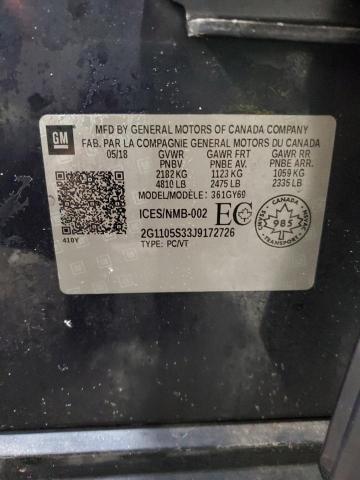 GM
MFD BY GENERAL MOTORS OF CANADA COMPANY
FAB. PAR LA COMPAGNIE GENERAL MOTORS DU CANADA
05/18 GVWR GAWR FRT GAWR RR
PNBV PNBE AV. PNBE ARR.
2182 KG 1123 KG 1059 KG
4810 LB 2475 LB 2335 LB
MODEL/MODÈLE: 361GY69
ICES/NMB-002 EC
2G1105S33J9172726
TYPE: PC/VT
410Y
CANADA
985
TRANSPORTS